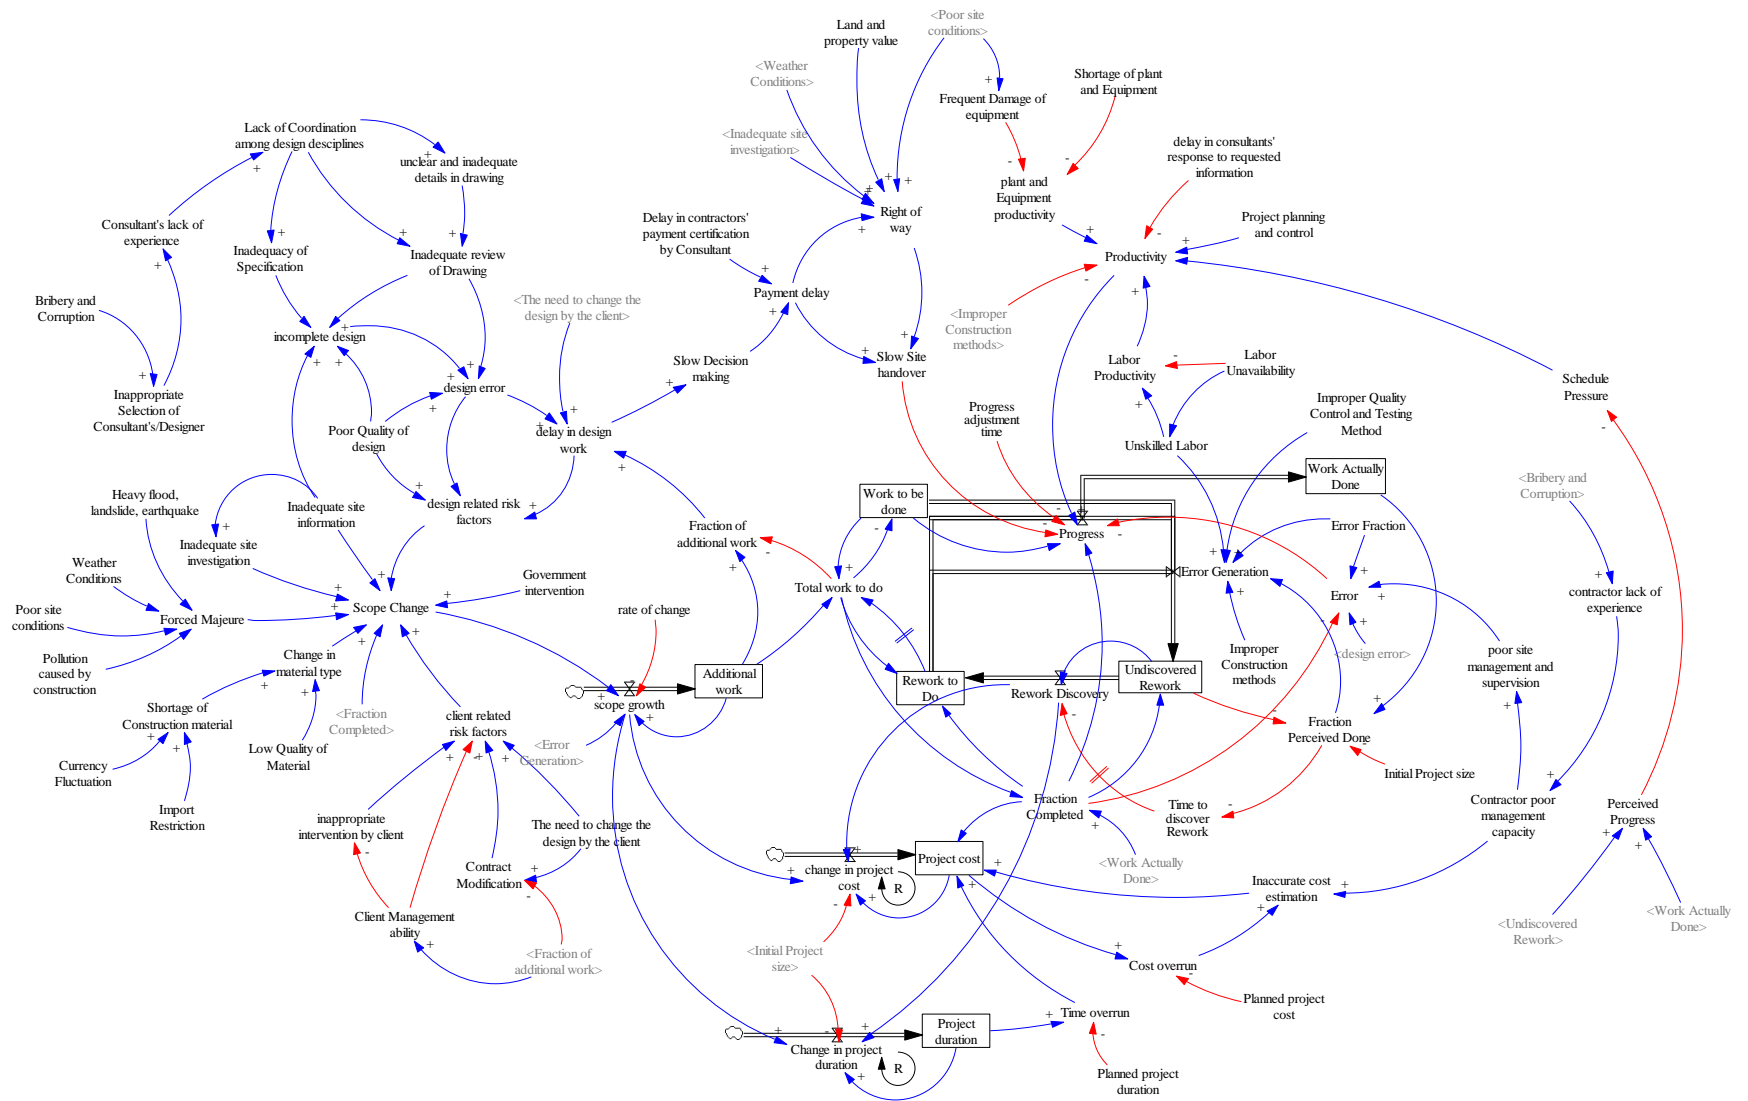 Land and
property value
<Poor site
conditions>
<Weather
Conditions>
Shortage of plant
and Equipment
Frequent Damage of
equipment
Lack of Coordination
among design desciplines
<Inadequate site
investigation>
unclear and inadequate
details in drawing
delay in consultants'
response to requested
information
plant and
Equipment
productivity
Consultant's lack of
experience
Right of
way
Delay in contractors'
payment certification
by Consultant
Project planning
and control
Inadequacy of
Specification
Inadequate review
of Drawing
Productivity
Payment delay
Bribery and
Corruption
<The need to change the
design by the client>
<Improper
Construction
methods>
incomplete design
Slow Decision
making
Slow Site
handover
Labor
Productivity
Labor
Unavailability
Schedule
Pressure
design error
Inappropriate
Selection of
Consultant's/Designer
Progress
adjustment
time
Improper Quality
Control and Testing
Method
Poor Quality of
design
delay in design
work
Unskilled Labor
Work Actually
Done
<Bribery and
Corruption>
Heavy flood,
landslide, earthquake
Inadequate site
information
design related risk
factors
Work to be
done
Fraction of
additional work
Progress
Error Fraction
Inadequate site
investigation
Weather
Conditions
Government
intervention
Total work to do
Error Generation
Error
contractor lack of
experience
Poor site
conditions
Forced Majeure
Scope Change
rate of change
Pollution
caused by
construction
Change in
material type
Additional
work
Rework to
Do
Rework Discovery
Undiscovered
Rework
Improper
Construction
methods
<design error>
poor site
management and
supervision
scope growth
Shortage of
Construction material
<Fraction
Completed>
client related
risk factors
Fraction
Perceived Done
Low Quality of
Material
<Error
Generation>
Currency
Fluctuation
Initial Project size
Import
Restriction
inappropriate
intervention by client
The need to change the
design by the client
Fraction
Completed
Time to
discover
Rework
Contractor poor
management
capacity
Perceived
Progress
Contract
Modification
change in project
cost
R
Project cost
<Work Actually
Done>
Inaccurate cost
estimation
Client Management
ability
<Undiscovered
Rework>
<Work Actually
Done>
<Fraction of
additional work>
<Initial Project
size>
Cost overrun
Planned project
cost
Time overrun
Project
duration
Change in project
duration
R
Planned project
duration